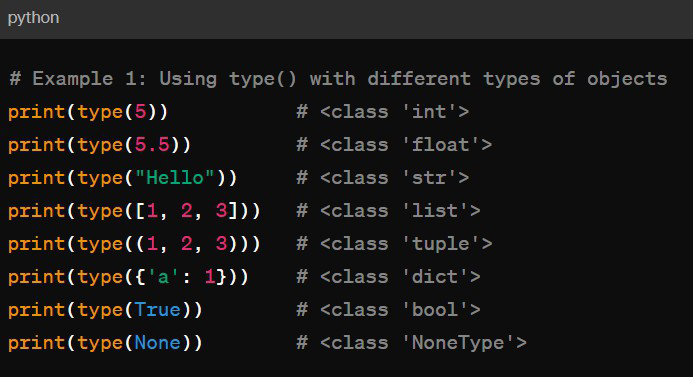 python
# Example 1: Using type() with different types of objects
print(type(5))           # <class 'int'>
print(type(5.5))         # <class 'float'>
print(type("Hello"))     # <class 'str'>
print(type([1, 2, 3]))   # <class 'list'>
print(type((1, 2, 3)))   # <class 'tuple'>
print(type({'a': 1}))    # <class 'dict'>
print(type(True))        # <class 'bool'>
print(type(None))        # <class 'NoneType'>